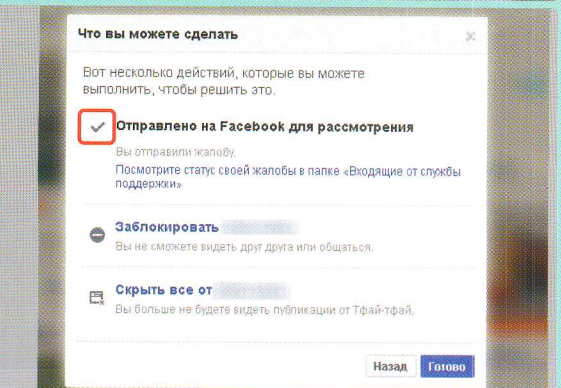 Что вы можете сделать
Вот несколько действий, которые вы можете
выполнить, чтобы решить это.
Отправлено на Facebook для рассмотрения
Вы отправили жалобу.
Посмотрите статус своей жалобы в папке «Входящие от службы
поддержки»
Заблокировать
Вы не сможете видеть друг друга или общаться.
Скрыть все от
Вы больше не будете видеть публикации от Тфай-тфай.
Назад Готово